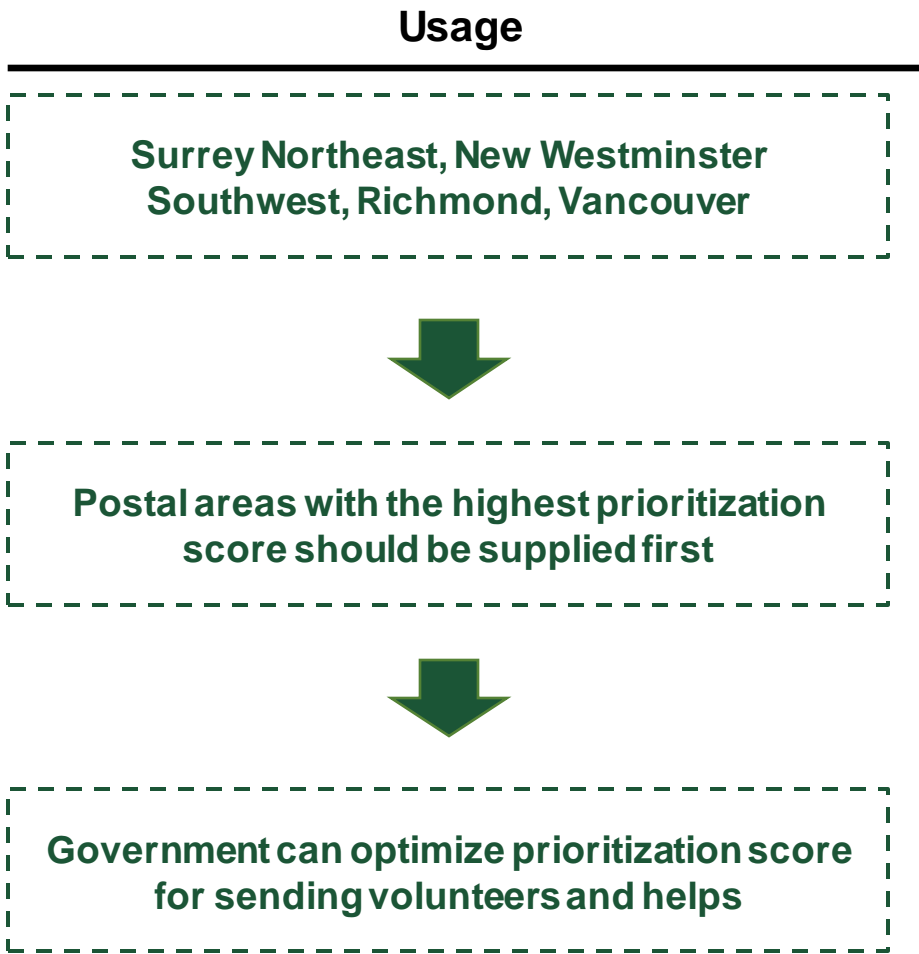 Usage
Surrey Northeast, New Westminster
Southwest, Richmond, Vancouver
Postal areas with the highest prioritization
score should be supplied first
Government can optimize prioritization score
for sending volunteers and helps